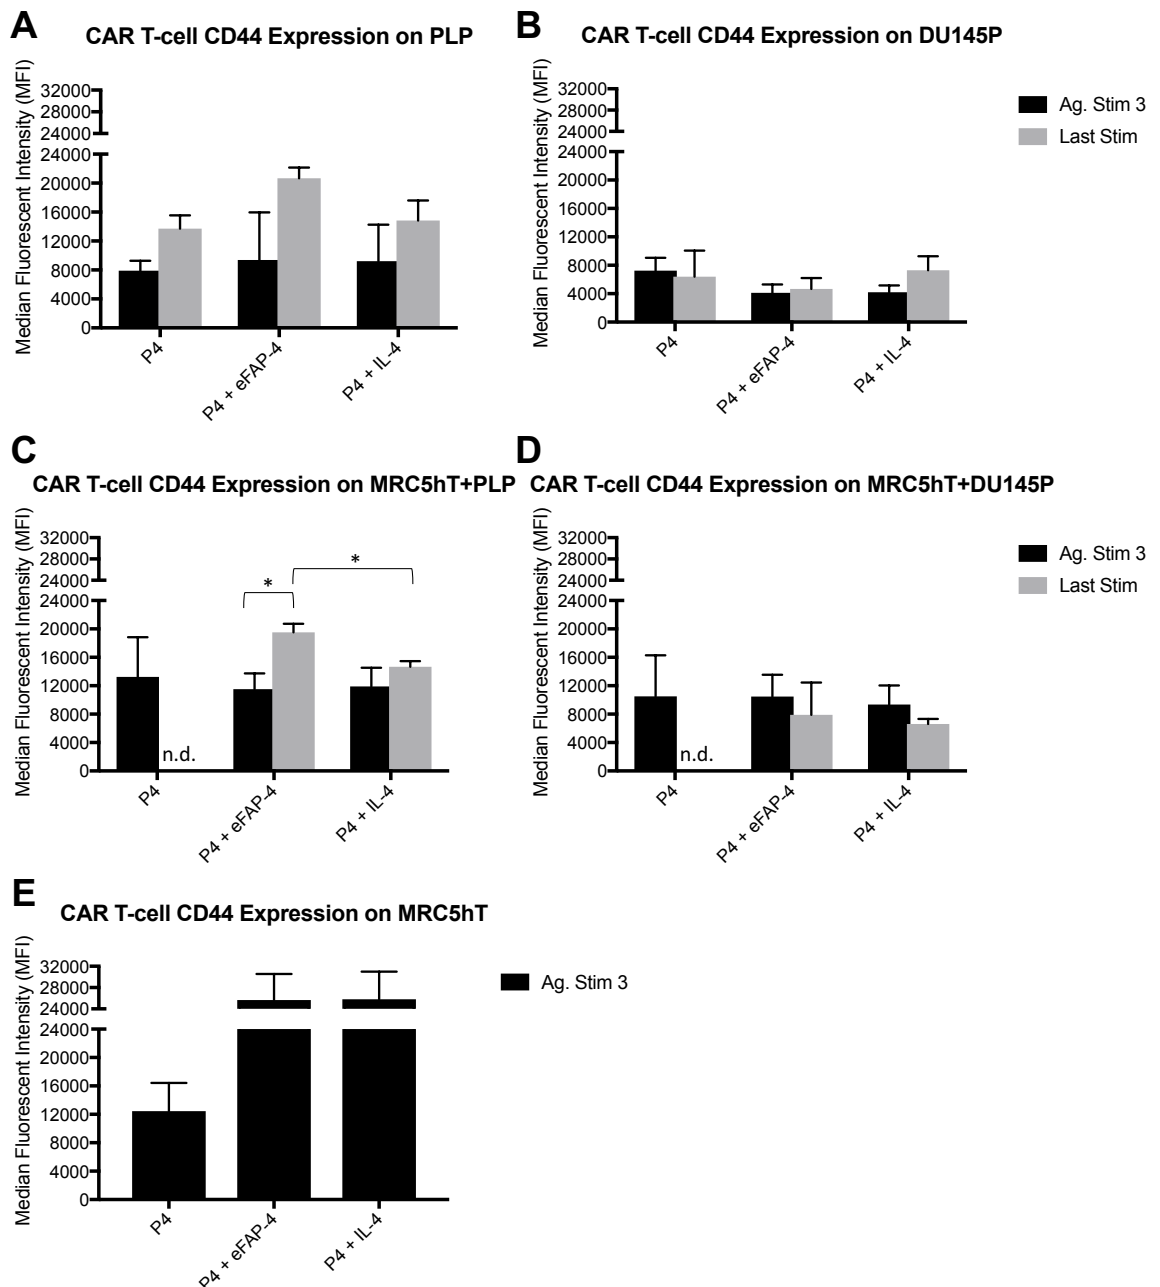 A
CAR T-cell CD44 Expression on PLP
Median Fluorescent Intensity (MFI)
32000
28000
24000
24000
20000
16000
12000
8000
4000
0
P4
P4 + eFAP-4
P4 + IL-4
B
CAR T-cell CD44 Expression on DU145P
Median Fluorescent Intensity (MFI)
32000
28000
24000
24000
20000
16000
12000
8000
4000
0
P4
P4 + eFAP-4
P4 + IL-4
Ag. Stim 3
Last Stim
C
CAR T-cell CD44 Expression on MRC5hT+PLP
Median Fluorescent Intensity (MFI)
32000
28000
24000
24000
20000
16000
12000
8000
4000
0
*
*
n.d.
P4
P4 + eFAP-4
P4 + IL-4
D
CAR T-cell CD44 Expression on MRC5hT+DU145P
Median Fluorescent Intensity (MFI)
32000
28000
24000
24000
20000
16000
12000
8000
4000
0
n.d.
P4
P4 + eFAP-4
P4 + IL-4
Ag. Stim 3
Last Stim
E
CAR T-cell CD44 Expression on MRC5hT
Median Fluorescent Intensity (MFI)
32000
28000
24000
24000
20000
16000
12000
8000
4000
0
P4
P4 + eFAP-4
P4 + IL-4
Ag. Stim 3